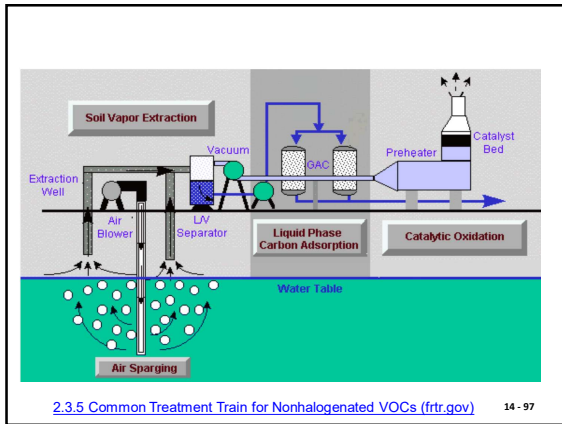 Soil Vapor Extraction
Vacuum
GAC
Preheater
Catalyst
Bed
Extraction
Well
Air
Blower
L/V
Separator
Liquid Phase
Carbon Adsorption
Catalytic Oxidation
Water Table
Air Sparging
2.3.5 Common Treatment Train for Nonhalogenated VOCs (frtr.gov)
14 - 97